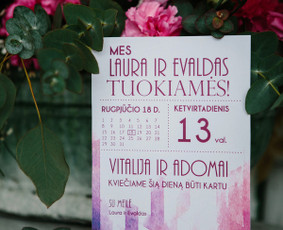 MES
LAURA IR EVALDAS
TUOKIAMĖS!
RUGPJŪČIO 18 D.
KETVIRTADIENIS
13 val.
VITALIJA IR ADOMAI
KVIEČIAME ŠIĄ DIENĄ BŪTI KARTU
SU MEILE
Laura ir Evaldas